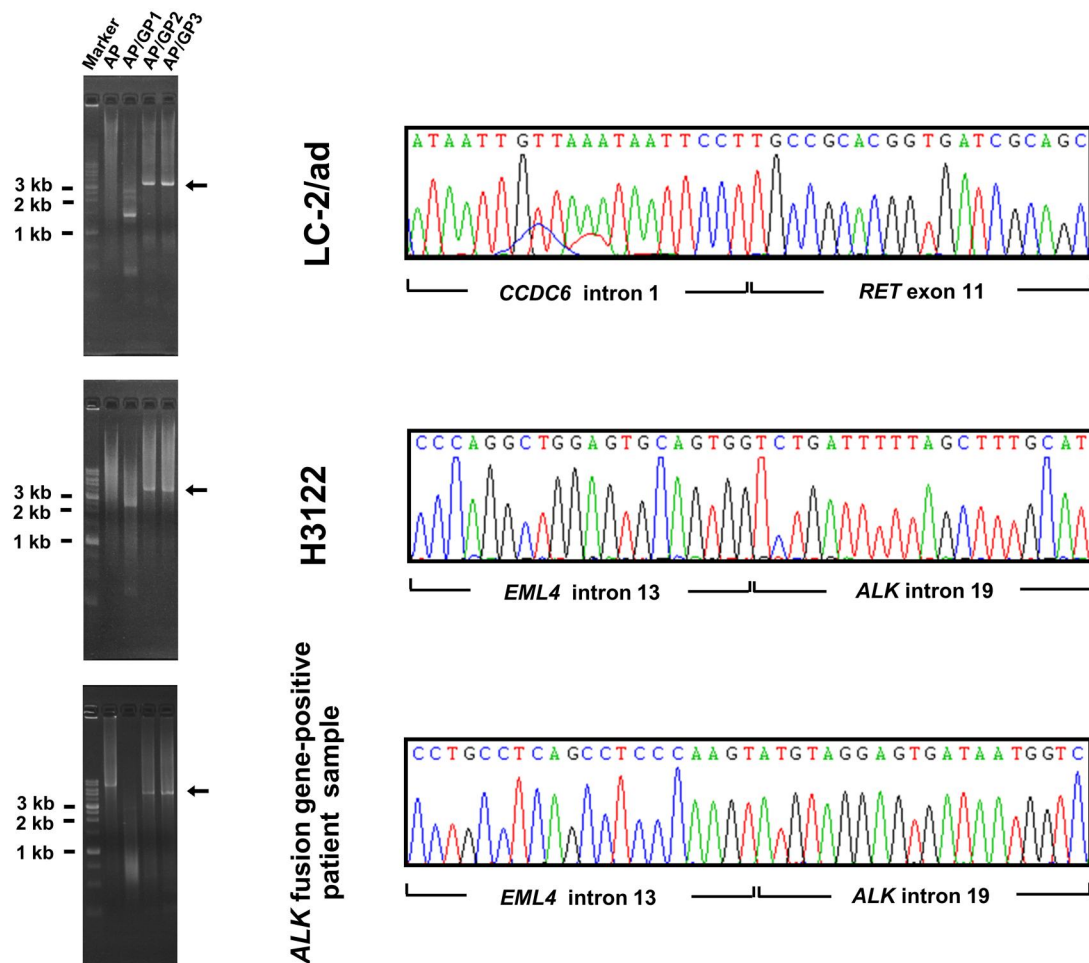 Marker
AP
AP/GP1
AP/GP2
AP/GP3
3 kb
2 kb
1 kb
LC-2/ad
ATAATTGTTAAATAATTCCTTGCCGCACGGTGATCGCAGC
CCDC6 intron 1
RET exon 11
3 kb
2 kb
1 kb
H3122
CCCAGGCTGGAGTGCAGTGGTCTGATTTTTAGCTTTGCAT
EML4 intron 13
ALK intron 19
3 kb
2 kb
1 kb
ALK fusion gene-positive
patient sample
CCTGCCTCAGCCTCCCAAGTATGTAGGAGTGATAATGGTC
EML4 intron 13
ALK intron 19